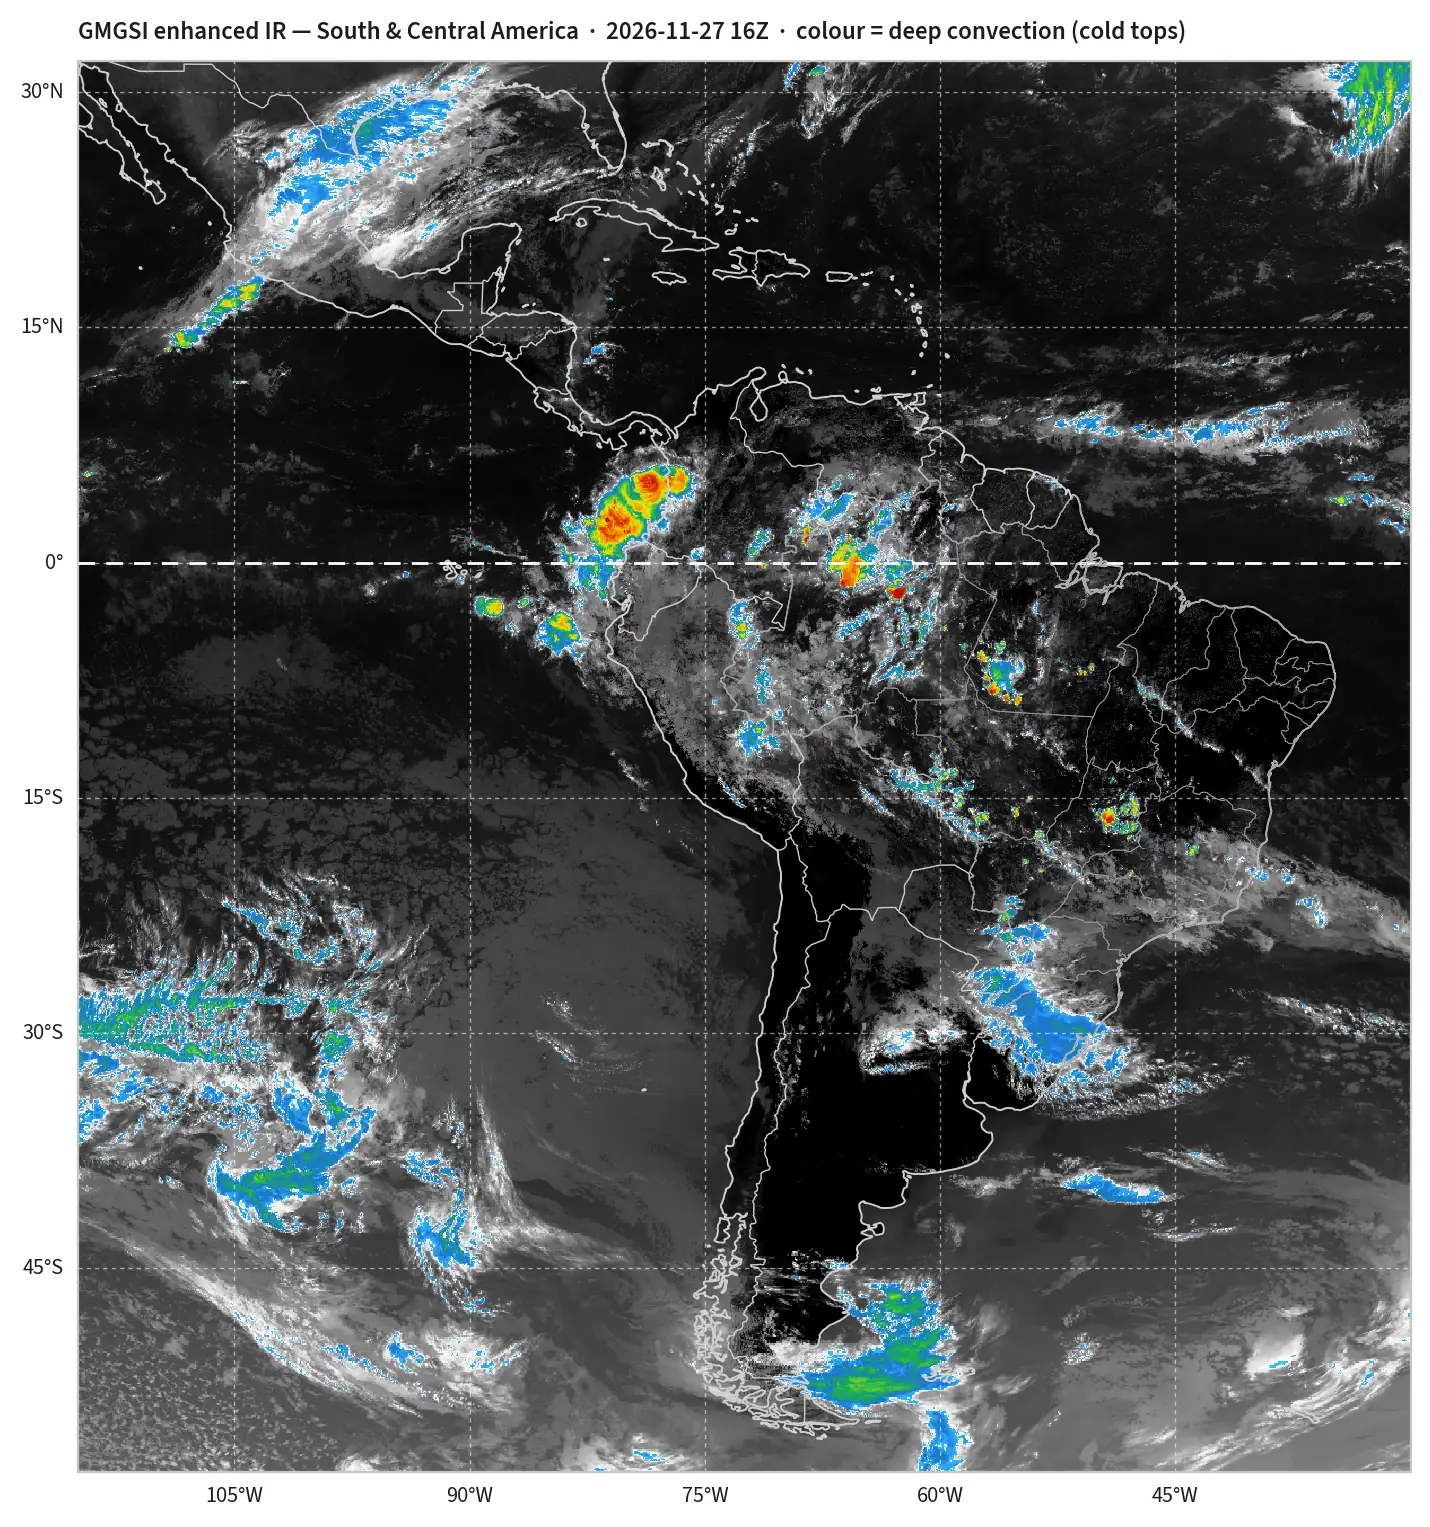 GMGSI enhanced IR — South & Central America · 2026-11-27 16Z · colour = deep convection (cold tops)
30°N
15°N
0°
15°S
30°S
45°S
105°W
90°W
75°W
60°W
45°W